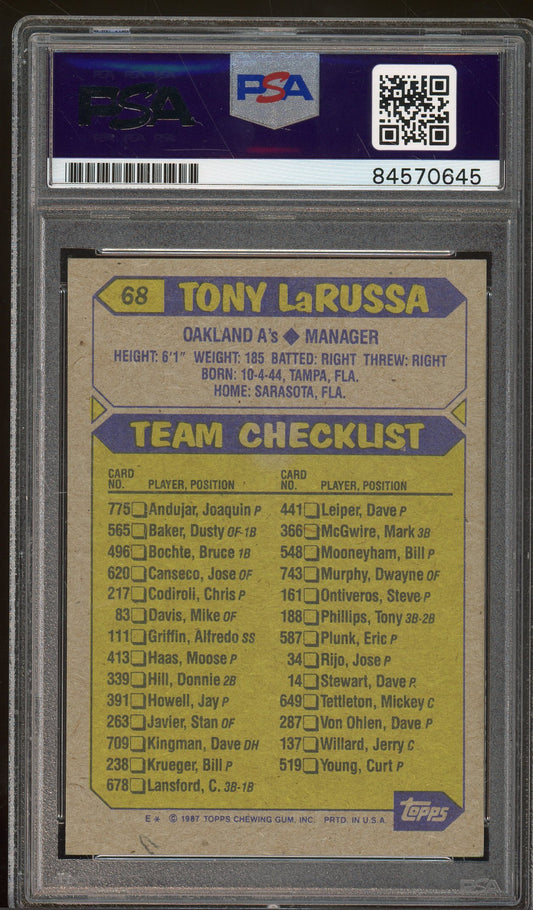 PSA
PSA
84570645
68 TONY LaRUSSA
OAKLAND A's ◆ MANAGER
HEIGHT: 6'1" WEIGHT: 185 BATTED: RIGHT THREW: RIGHT
BORN: 10-4-44, TAMPA, FLA.
HOME: SARASOTA, FLA.
TEAM CHECKLIST
CARD
NO. PLAYER, POSITION
775 Andujar, Joaquin P
565 Baker, Dusty OF-1B
496 Bochte, Bruce 1B
620 Canseco, Jose OF
217 Codiroli, Chris P
83 Davis, Mike OF
111 Griffin, Alfredo SS
413 Haas, Moose P
339 Hill, Donnie 2B
391 Howell, Jay P
263 Javier, Stan OF
709 Kingman, Dave DH
238 Krueger, Bill P
678 Lansford, C. 3B-1B
CARD
NO. PLAYER, POSITION
441 Leiper, Dave P
366 McGwire, Mark 3B
548 Mooneyham, Bill P
743 Murphy, Dwayne OF
161 Ontiveros, Steve P
188 Phillips, Tony 3B-2B
587 Plunk, Eric P
34 Rijo, Jose P
14 Stewart, Dave P
649 Tettleton, Mickey C
287 Von Ohlen, Dave P
137 Willard, Jerry C
519 Young, Curt P
topps
E* © 1987 TOPPS CHEWING GUM, INC. PRTD. IN U.S.A.
PSA